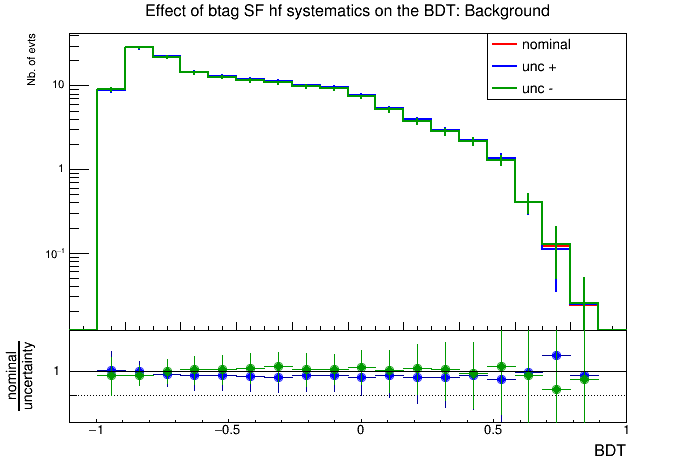 Effect of btag SF hf systematics on the BDT: Background
Nb. of evts
nominal
unc +
unc -
10
1
10⁻¹
nominal
uncertainty
1
−1
−0.5
0
0.5
1
BDT